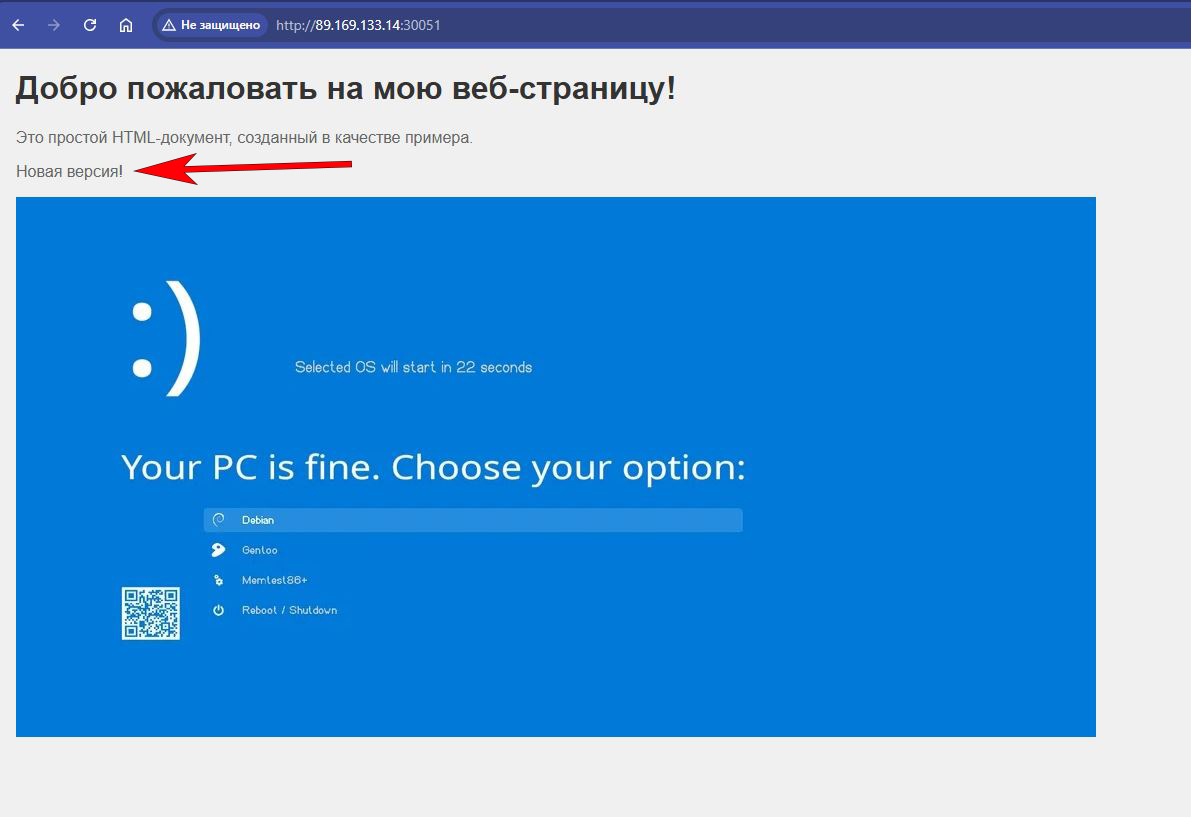 Не защищено http://89.169.133.14:30051
Добро пожаловать на мою веб-страницу!
Это простой HTML-документ, созданный в качестве примера.
Новая версия!
:)
Selected OS will start in 22 seconds
Your PC is fine. Choose your option:
Debian
Gentoo
Memtest86+
Reboot / Shutdown